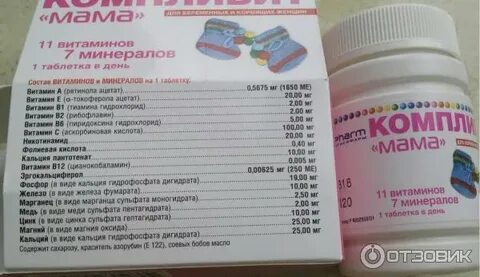 КОМПЛИВИТ
«мама»
ДЛЯ БЕРЕМЕННЫХ И КОРМЯЩИХ ЖЕНЩИН
11 витаминов
7 минералов
1 таблетка в день
Состав ВИТАМИНОВ и МИНЕРАЛОВ на 1 таблетку:
Витамин А (ретинола ацетат) 0,5675 мг (1650 МЕ)
Витамин Е (α-токоферола ацетат) 20,00 мг
Витамин В1 (тиамина гидрохлорид) 2,00 мг
Витамин В2 (рибофлавин) 2,00 мг
Витамин В6 (пиридоксина гидрохлорид) 5,00 мг
Витамин С (аскорбиновая кислота) 100,00 мг
Никотинамид 20,00 мг
Фолиевая кислота 0,40 мг
Кальция пантотенат 10,00 мг
Витамин В12 (цианокобаламин) 0,005 мг
Эргокальциферол 0,00625 мг (250 МЕ)
Фосфор (в виде кальция гидрофосфата дигидрата) 19,00 мг
Железо (в виде железа фумарата) 10,00 мг
Марганец (в виде марганца сульфата моногидрата) 2,50 мг
Медь (в виде меди сульфата пентагидрата) 2,00 мг
Цинк (в виде цинка сульфата гептагидрата) 10,00 мг
Магний (в виде магния оксида) 25,00 мг
Кальций (в виде кальция гидрофосфата дигидрата) 25,00 мг
Содержит сахарозу, краситель азорубин (Е 122), соевых бобов масло
pharm
КОМПЛИВ
«мама»
11 витаминов
7 минералов
1 таблетка в день
ОТЗОВИК